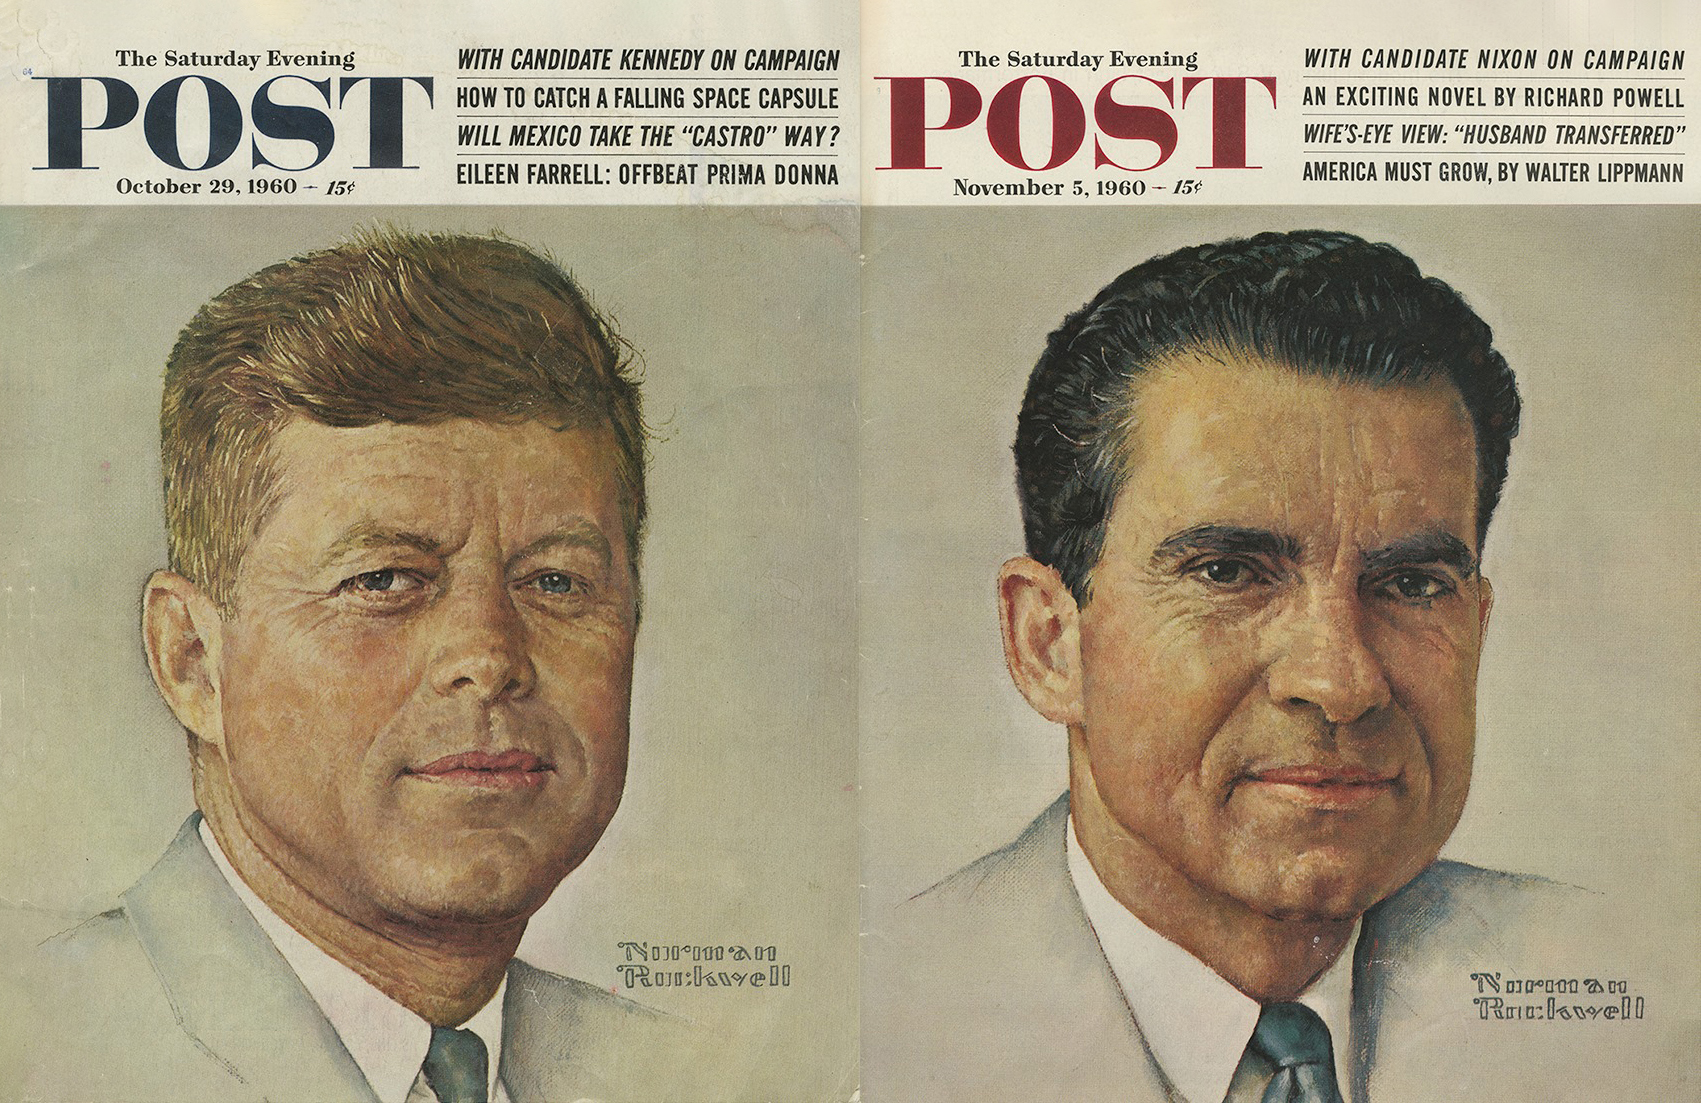 The Saturday Evening
POST
October 29, 1960 – 15¢
WITH CANDIDATE KENNEDY ON CAMPAIGN
HOW TO CATCH A FALLING SPACE CAPSULE
WILL MEXICO TAKE THE “CASTRO” WAY?
EILEEN FARRELL: OFFBEAT PRIMA DONNA
64
Norman
Rockwell
The Saturday Evening
POST
November 5, 1960 – 15¢
WITH CANDIDATE NIXON ON CAMPAIGN
AN EXCITING NOVEL BY RICHARD POWELL
WIFE’S-EYE VIEW: “HUSBAND TRANSFERRED”
AMERICA MUST GROW, BY WALTER LIPPMANN
Norman
Rockwell